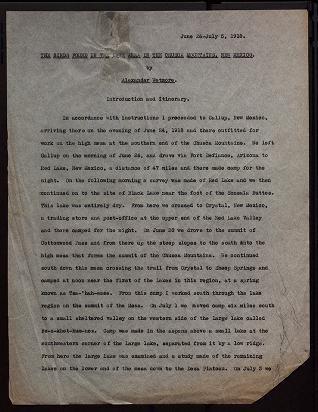 June 24-July 5, 1918.
THE BIRDS FOUND IN THE LAKE AREA IN THE CHUSCA MOUNTAINS, NEW MEXICO.
by
Alexander Wetmore.
Introduction and Itinerary.
In accordance with instructions I proceeded to Gallup, New Mexico,
arriving there on the evening of June 24, 1918 and there outfitted for
work on the high mesa at the southern end of the Chusca Mountains. We left
Gallup on the morning of June 26, and drove via Fort Defiance, Arizona to
Red Lake, New Mexico, a distance of 47 miles and there made camp for the
night. On the following morning a survey was made of Red Lake and we then
continued on to the site of Black Lake near the foot of the Sonsela Buttes.
This lake was entirely dry. From here we crossed to Crystal, New Mexico,
a trading store and post-office at the upper end of the Red Lake Valley
and there camped for the night. On June 28 we drove to the summit of
Cottonwood Pass and from there up the steep slopes to the south into the
high mesa that forms the summit of the Chusca Mountains. We continued
south down this mesa crossing the trail from Crystal to Sheep Springs and
camped at noon near the first of the Lakes in this region, at a spring
known as From this camp I worked south through the lake
region on the summit of the Mesa. On July 1 we moved camp six miles south
to a small sheltered valley on the western side of the large lake called
Camp was made in the aspens above a small lake at the
southwestern corner of the large lake, separated from it by a low ridge.
From here the large lake was examined and a study made of the remaining
lakes on the lower end of the mesa down to the Deza Plateau. On July 3 we